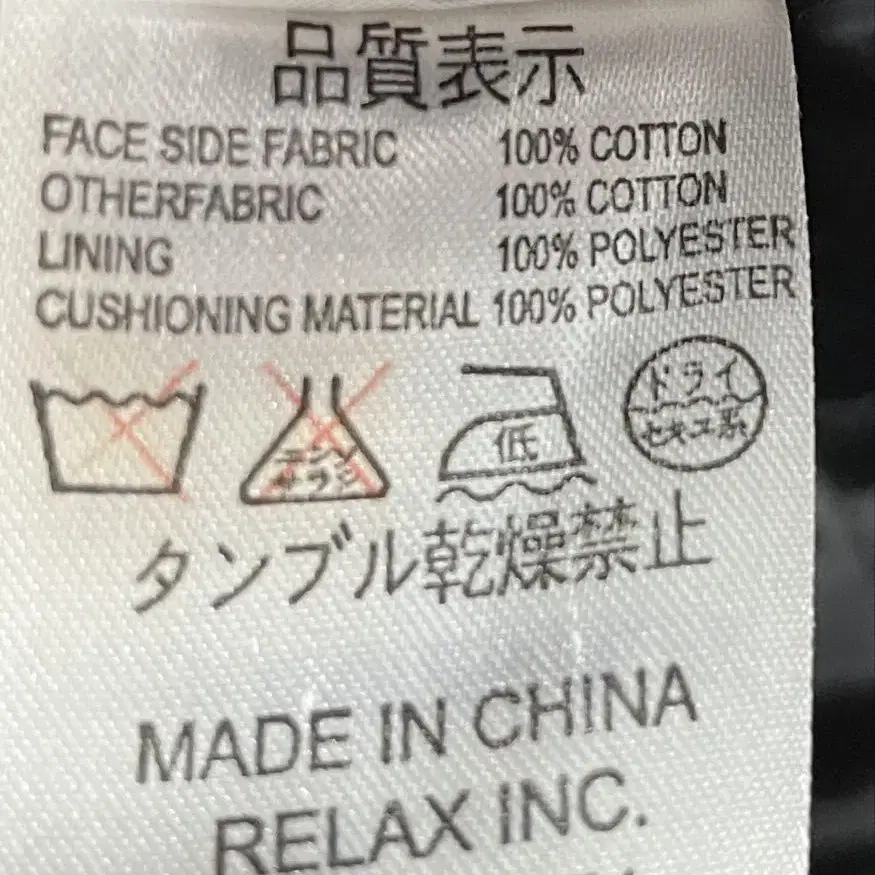 品質表示
FACE SIDE FABRIC 100% COTTON
OTHERFABRIC 100% COTTON
LINING 100% POLYESTER
CUSHIONING MATERIAL 100% POLYESTER
エンソ
サラシ
低
ドライ
セキユ系
タンブル乾燥禁止
MADE IN CHINA
RELAX INC.